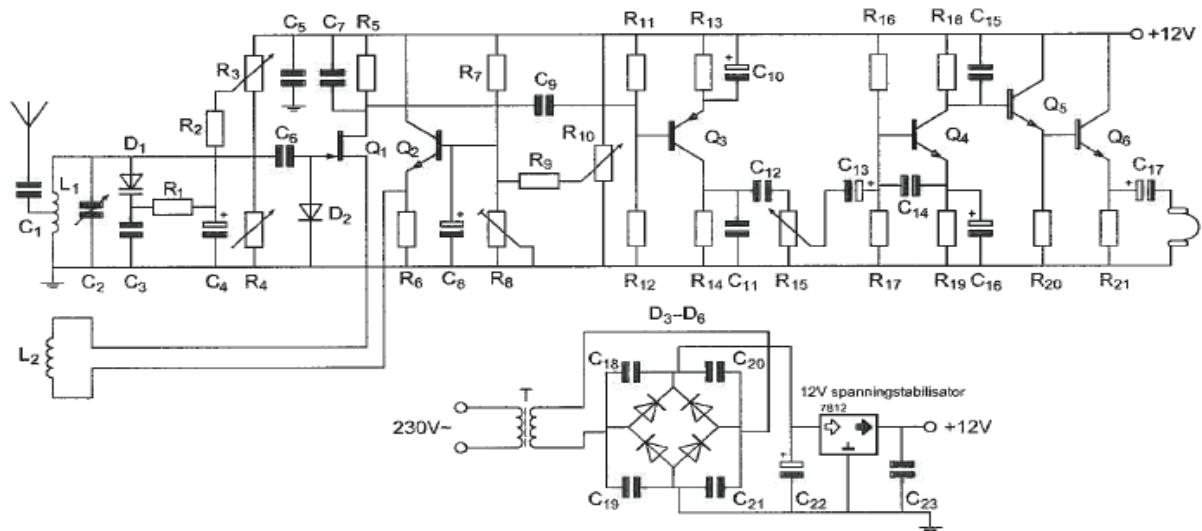 C5 C7 R5 R11 R13 R16 R18 C15
+12V
R3 R7 C9 C10
R2 R10 Q5
D1 C6 Q1 Q2 Q3 Q4 Q6
L1 R1 R9 C12 C13 C17
C1 D2 C14
C2 C3 C4 R4 R6 C8 R8 R12 R14 C11 R15 R17 R19 C16 R20 R21
D3–D6
L2 C18 C20
T 12V spanningstabilisator
7812
230V~ +12V
C19 C21 C22 C23